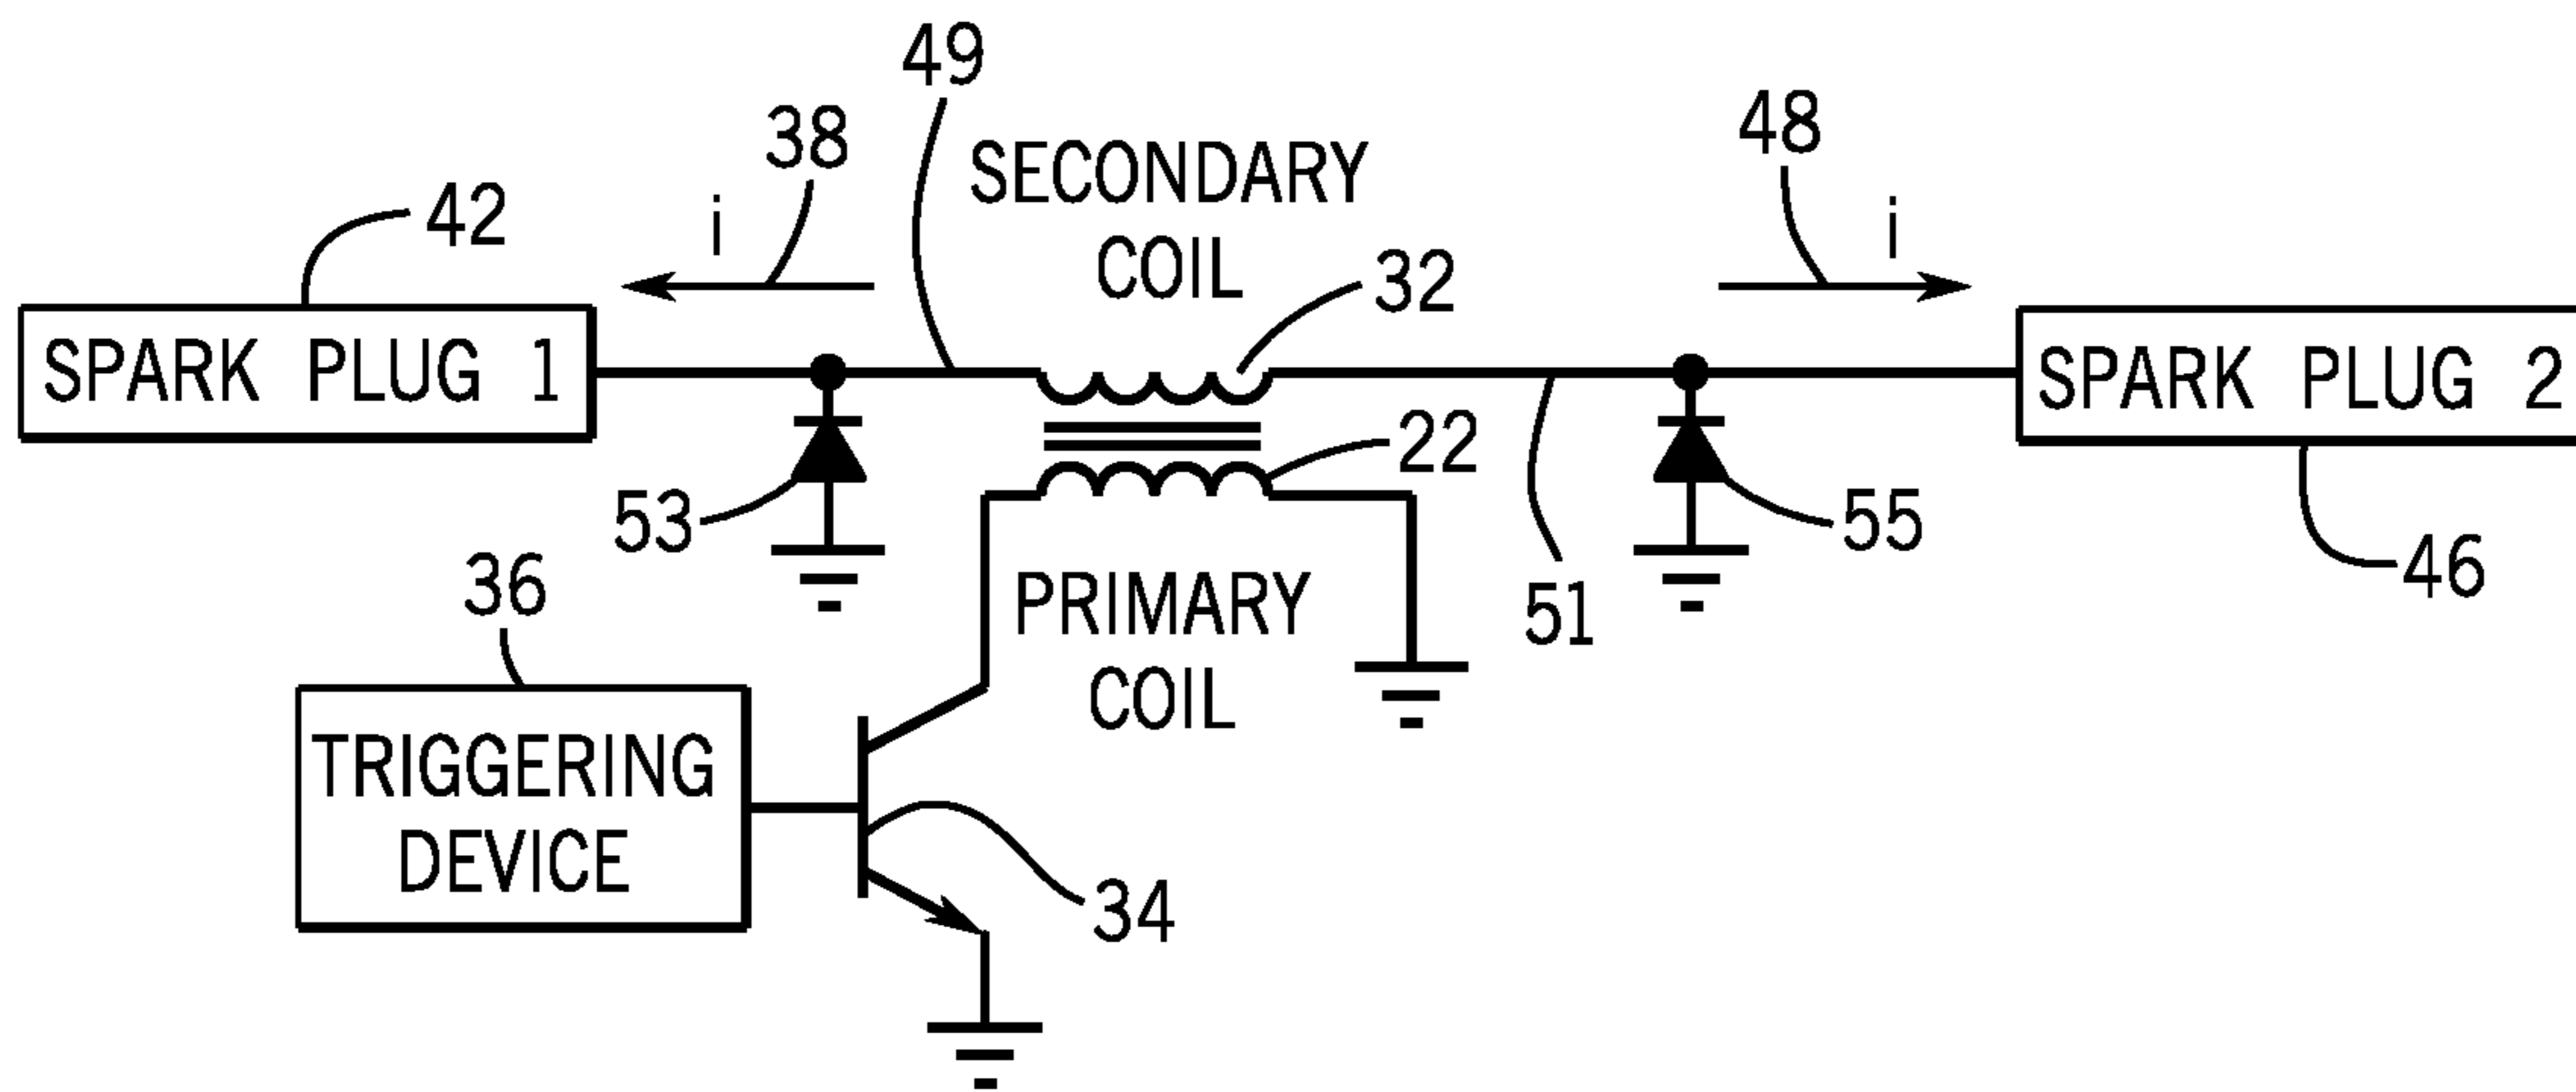 49
38
48
SECONDARY
COIL
42
i
i
32
SPARK PLUG 1
SPARK PLUG 2
22
53
55
36
PRIMARY
COIL
51
46
TRIGGERING
DEVICE
34